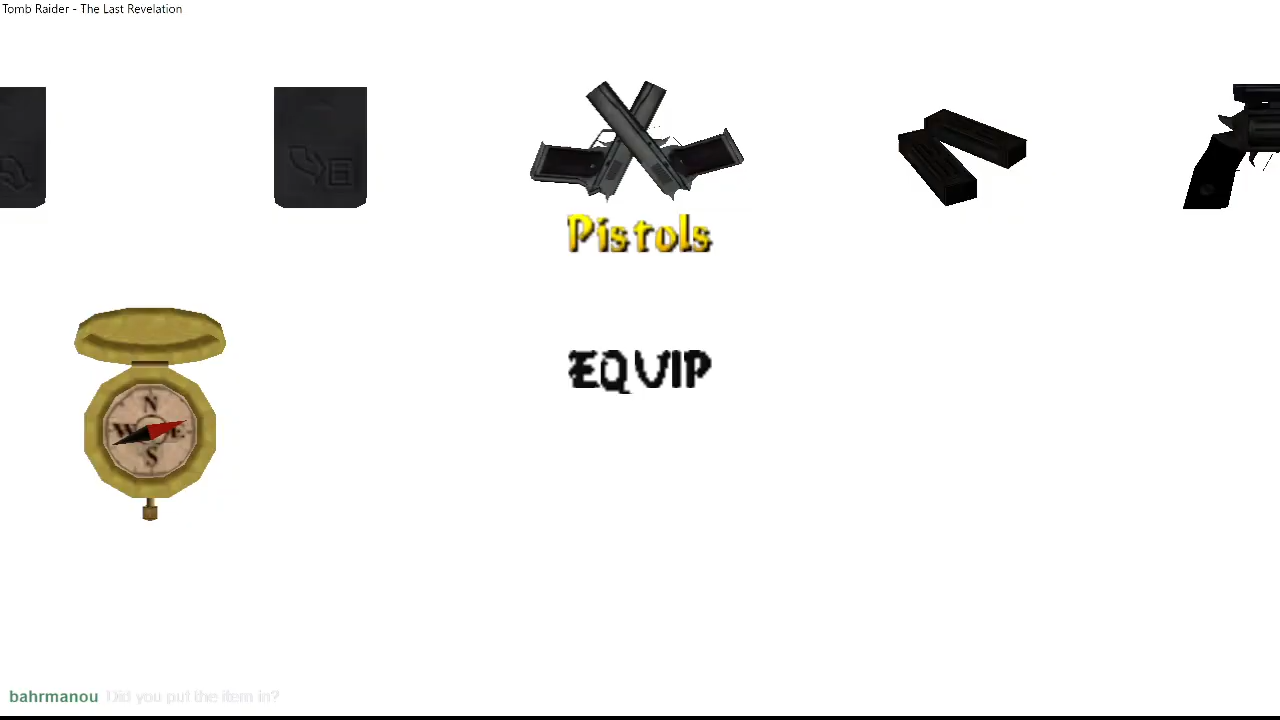 Tomb Raider - The Last Revelation
Pistols
EQUIP
N
W E
S
bahrmanou Did you put the item in?